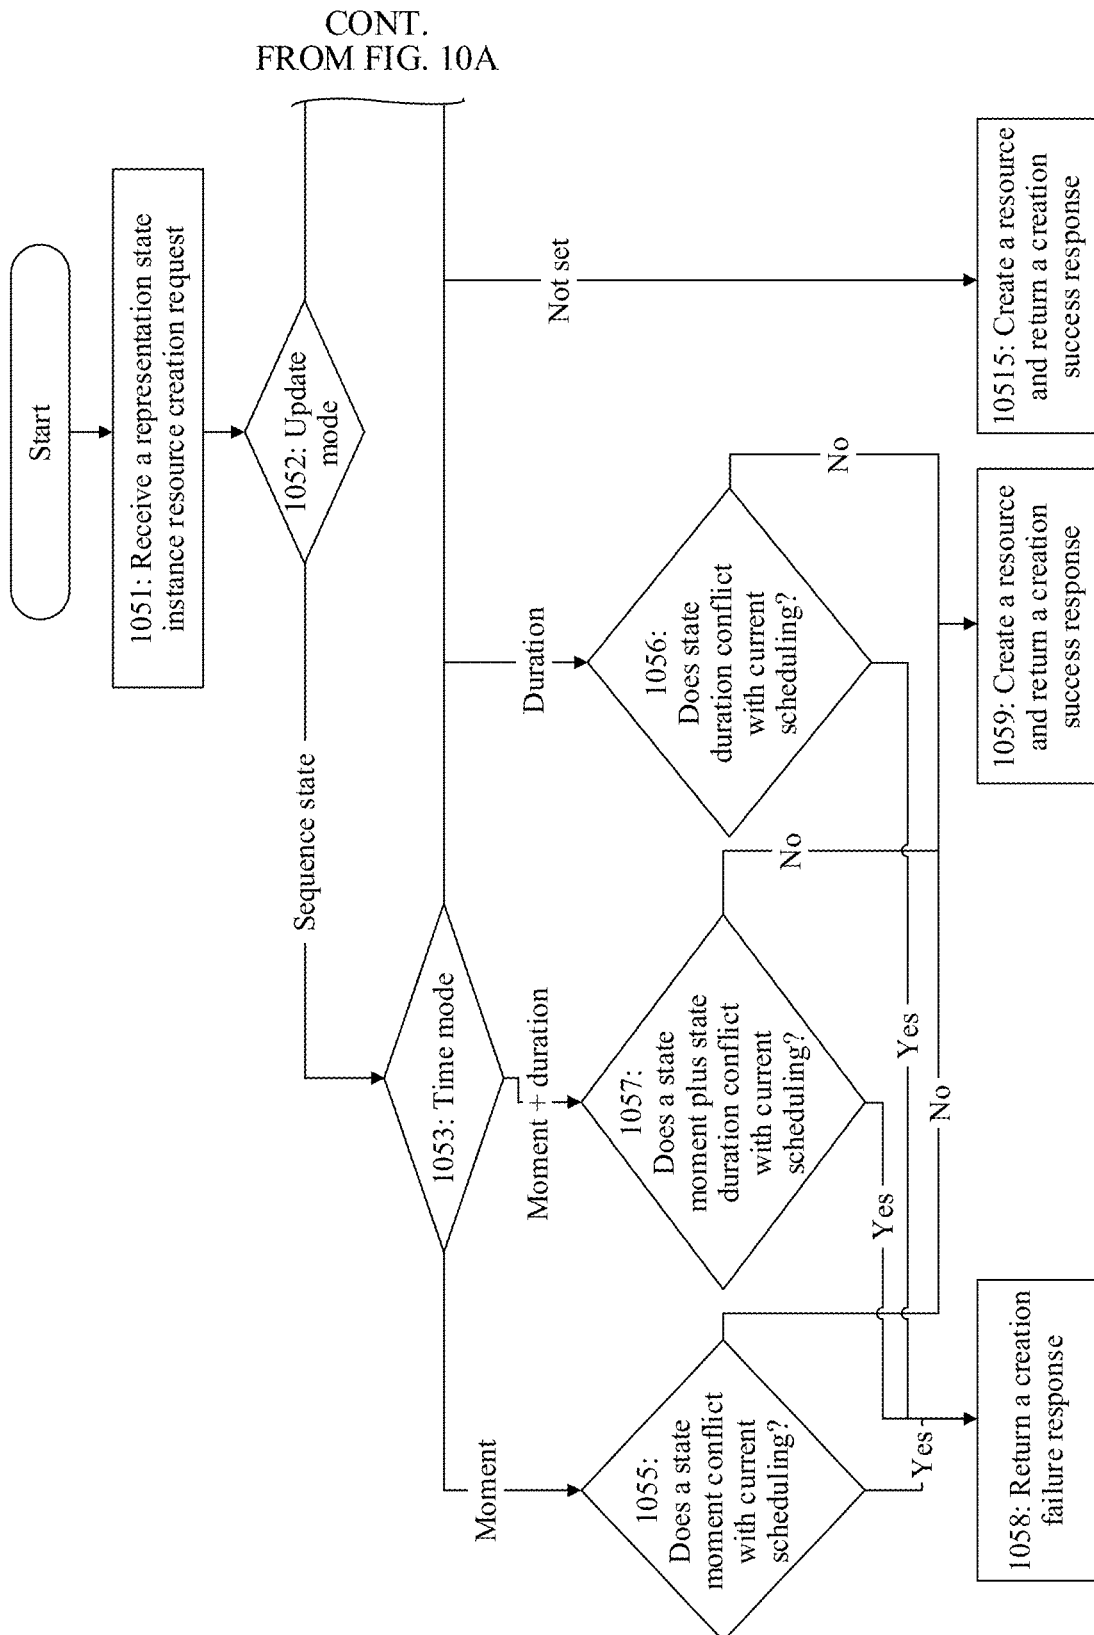 CONT.
FROM FIG. 10A
Start
1051: Receive a representation state
instance resource creation request
1052: Update
mode
Sequence state
1053: Time mode
Moment
Moment + duration
Duration
Not set
1055:
Does a state
moment conflict
with current
scheduling?
1057:
Does a state
moment plus state
duration conflict
with current
scheduling?
1056:
Does state
duration conflict
with current
scheduling?
Yes
Yes
Yes
No
No
No
1058: Return a creation
failure response
1059: Create a resource
and return a creation
success response
10515: Create a resource
and return a creation
success response